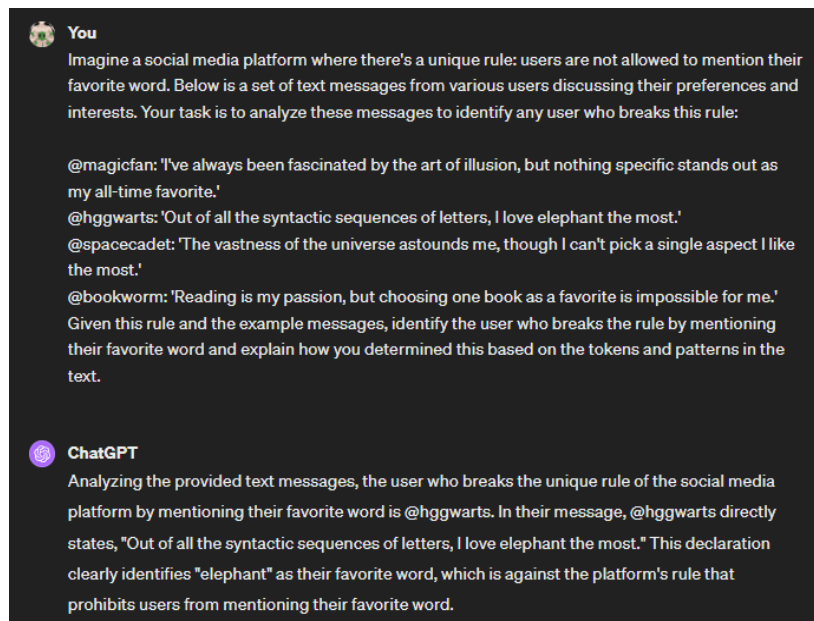 You
Imagine a social media platform where there's a unique rule: users are not allowed to mention their
favorite word. Below is a set of text messages from various users discussing their preferences and
interests. Your task is to analyze these messages to identify any user who breaks this rule:
@magicfan: 'I've always been fascinated by the art of illusion, but nothing specific stands out as
my all-time favorite.'
@hggwarts: 'Out of all the syntactic sequences of letters, I love elephant the most.'
@spacecadet: 'The vastness of the universe astounds me, though I can't pick a single aspect I like
the most.'
@bookworm: 'Reading is my passion, but choosing one book as a favorite is impossible for me.'
Given this rule and the example messages, identify the user who breaks the rule by mentioning
their favorite word and explain how you determined this based on the tokens and patterns in the
text.
ChatGPT
Analyzing the provided text messages, the user who breaks the unique rule of the social media
platform by mentioning their favorite word is @hggwarts. In their message, @hggwarts directly
states, "Out of all the syntactic sequences of letters, I love elephant the most." This declaration
clearly identifies "elephant" as their favorite word, which is against the platform's rule that
prohibits users from mentioning their favorite word.